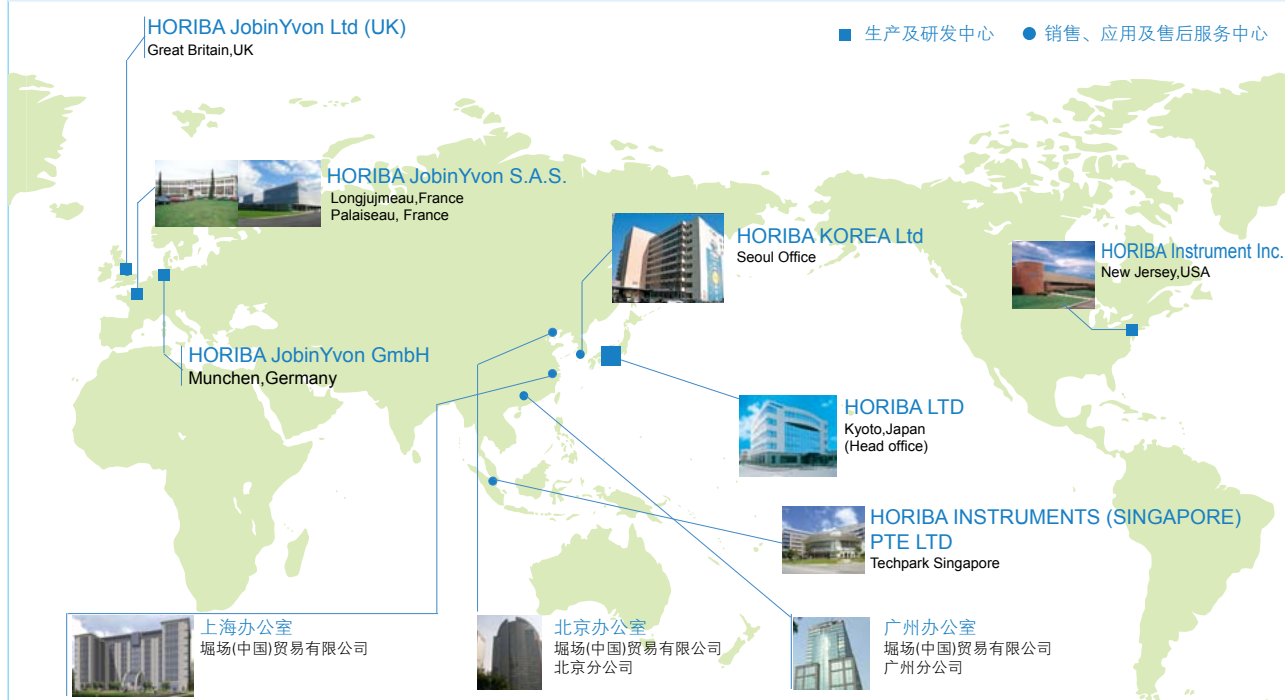 HORIBA JobinYvon Ltd (UK)
Great Britain,UK
生产及研发中心
销售、应用及售后服务中心
HORIBA JobinYvon S.A.S.
Longjujmeau,France
Palaiseau, France
HORIBA KOREA Ltd
Seoul Office
HORIBA Instrument Inc.
New Jersey,USA
HORIBA JobinYvon GmbH
Munchen,Germany
HORIBA LTD
Kyoto,Japan
(Head office)
HORIBA INSTRUMENTS (SINGAPORE)
PTE LTD
Techpark Singapore
上海办公室
堀场(中国)贸易有限公司
北京办公室
堀场(中国)贸易有限公司
北京分公司
广州办公室
堀场(中国)贸易有限公司
广州分公司